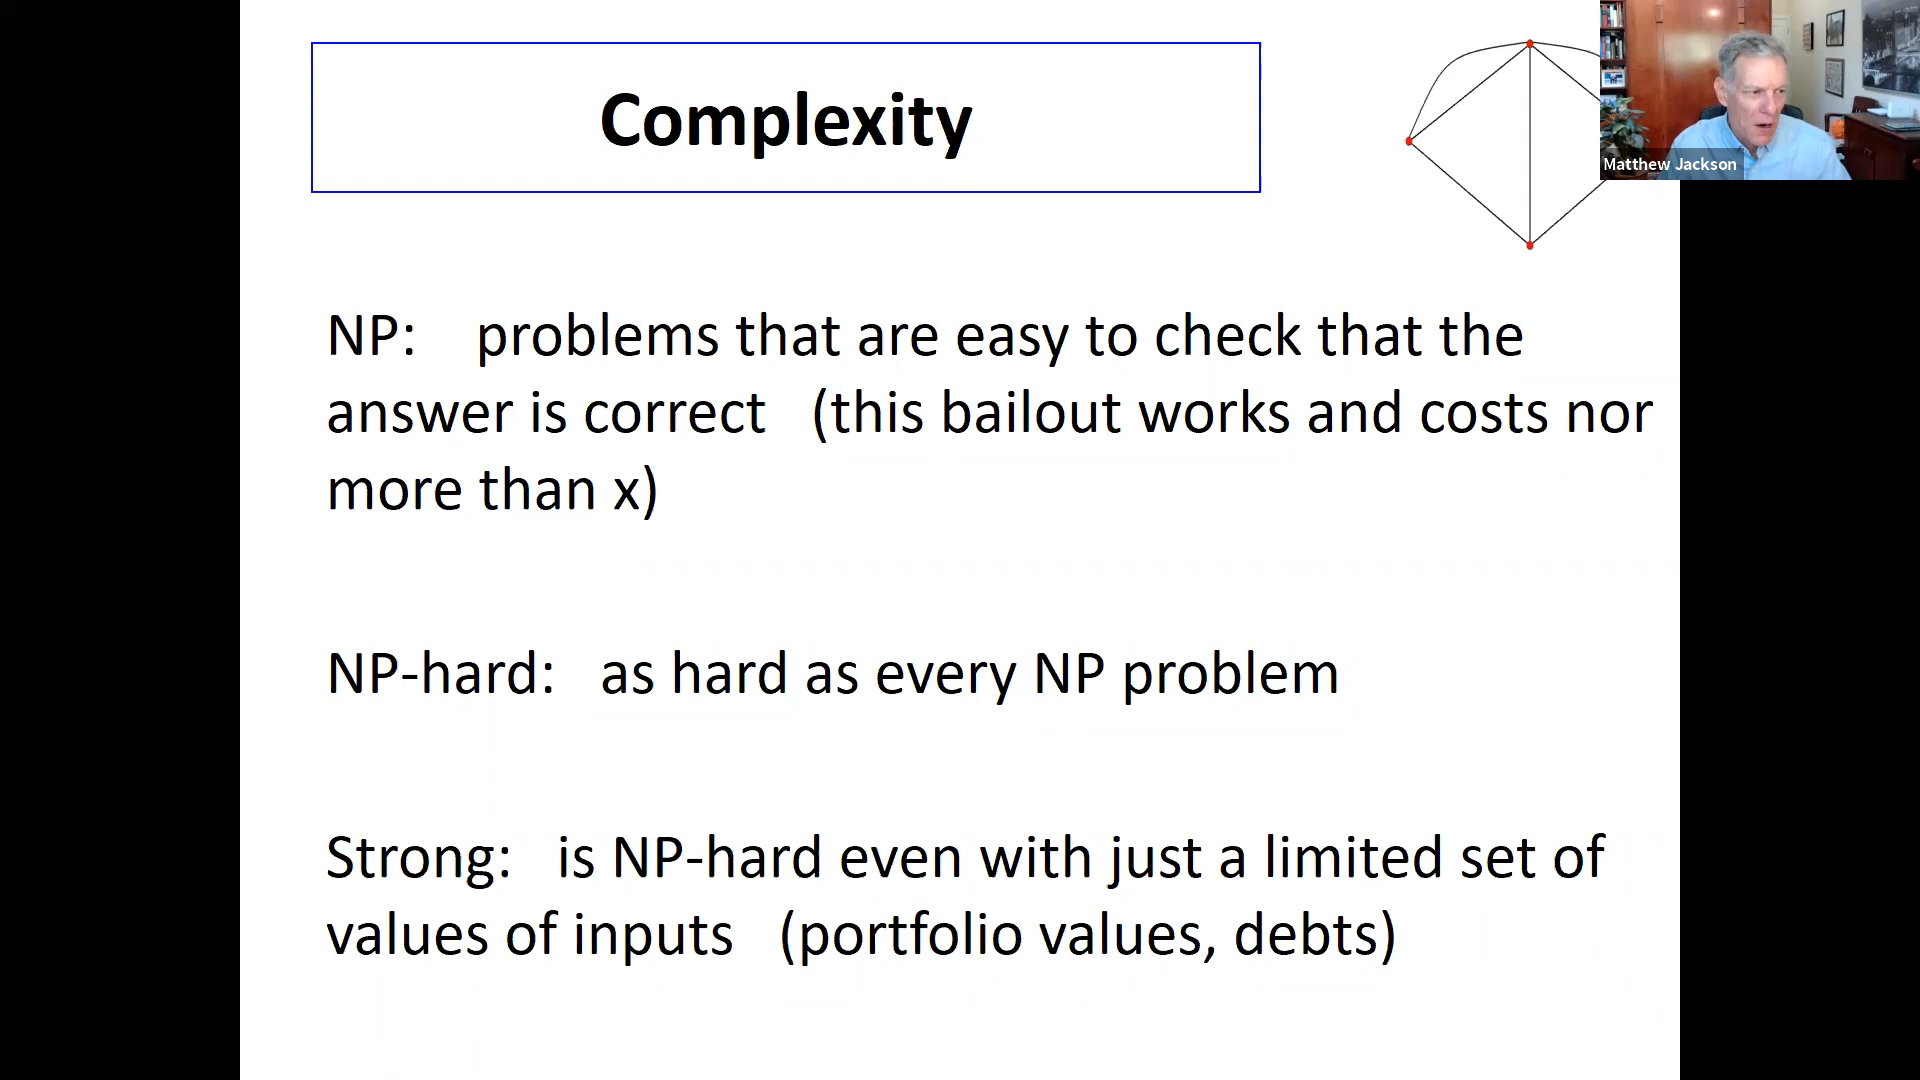 Complexity
Matthew Jackson
NP: problems that are easy to check that the
answer is correct (this bailout works and costs nor
more than x)
NP-hard: as hard as every NP problem
Strong: is NP-hard even with just a limited set of
values of inputs (portfolio values, debts)